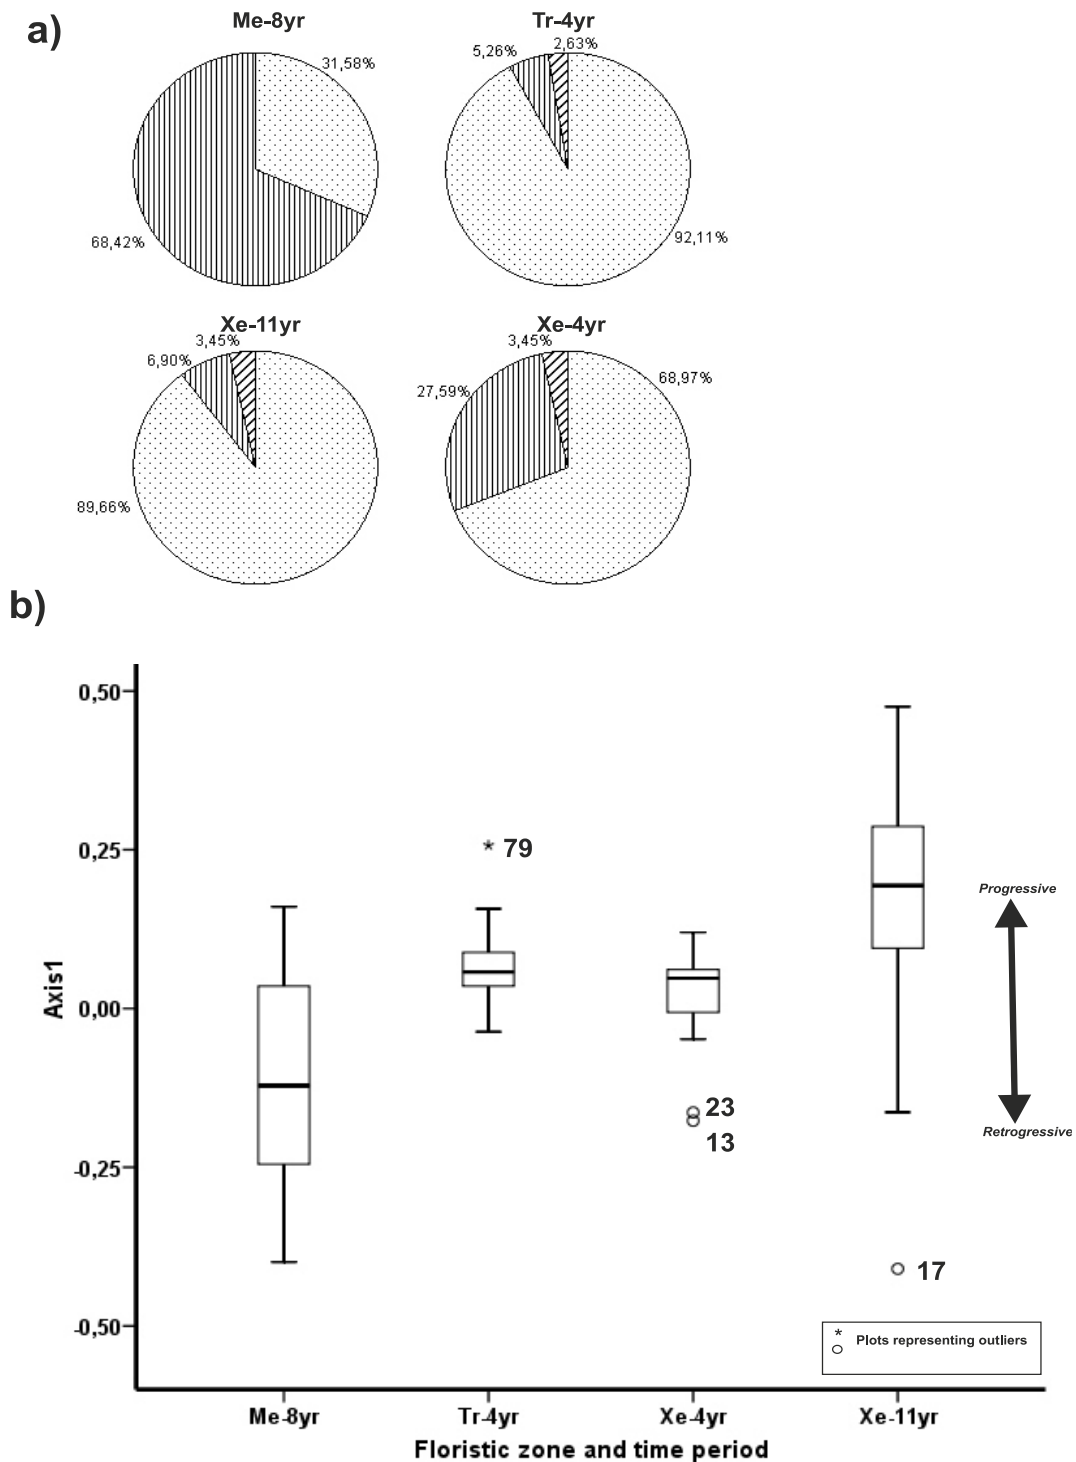 a)
Me-8yr
Tr-4yr
31,58%
68,42%
5,26%
2,63%
92,11%
Xe-11yr
Xe-4yr
3,45%
6,90%
89,66%
3,45%
27,59%
68,97%
b)
0,50
0,25
0,00
-0,25
-0,50
Axis1
79
23
13
17
Progressive
Retrogressive
* Plots representing outliers
Me-8yr
Tr-4yr
Xe-4yr
Xe-11yr
Floristic zone and time period